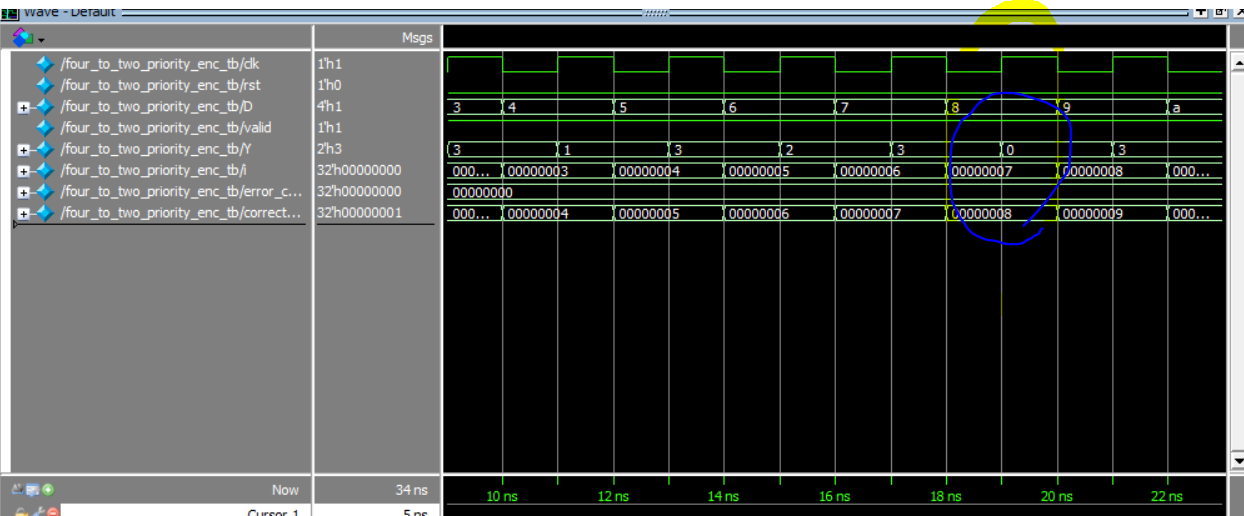 Wave - Default
Msgs
/four_to_two_priority_enc_tb/clk 1'h1
/four_to_two_priority_enc_tb/rst 1'h0
/four_to_two_priority_enc_tb/D 4'h1 3 4 5 6 7 8 9 a
/four_to_two_priority_enc_tb/valid 1'h1
/four_to_two_priority_enc_tb/Y 2'h3 3 1 3 2 3 0 3
/four_to_two_priority_enc_tb/i 32'h00000000 000... 00000003 00000004 00000005 00000006 00000007 00000008 000...
/four_to_two_priority_enc_tb/error_c... 32'h00000000 00000000
/four_to_two_priority_enc_tb/correct... 32'h00000001 000... 00000004 00000005 00000006 00000007 00000008 00000009 000...
Now 34 ns 10 ns 12 ns 14 ns 16 ns 18 ns 20 ns 22 ns
Cursor 1 5 ns